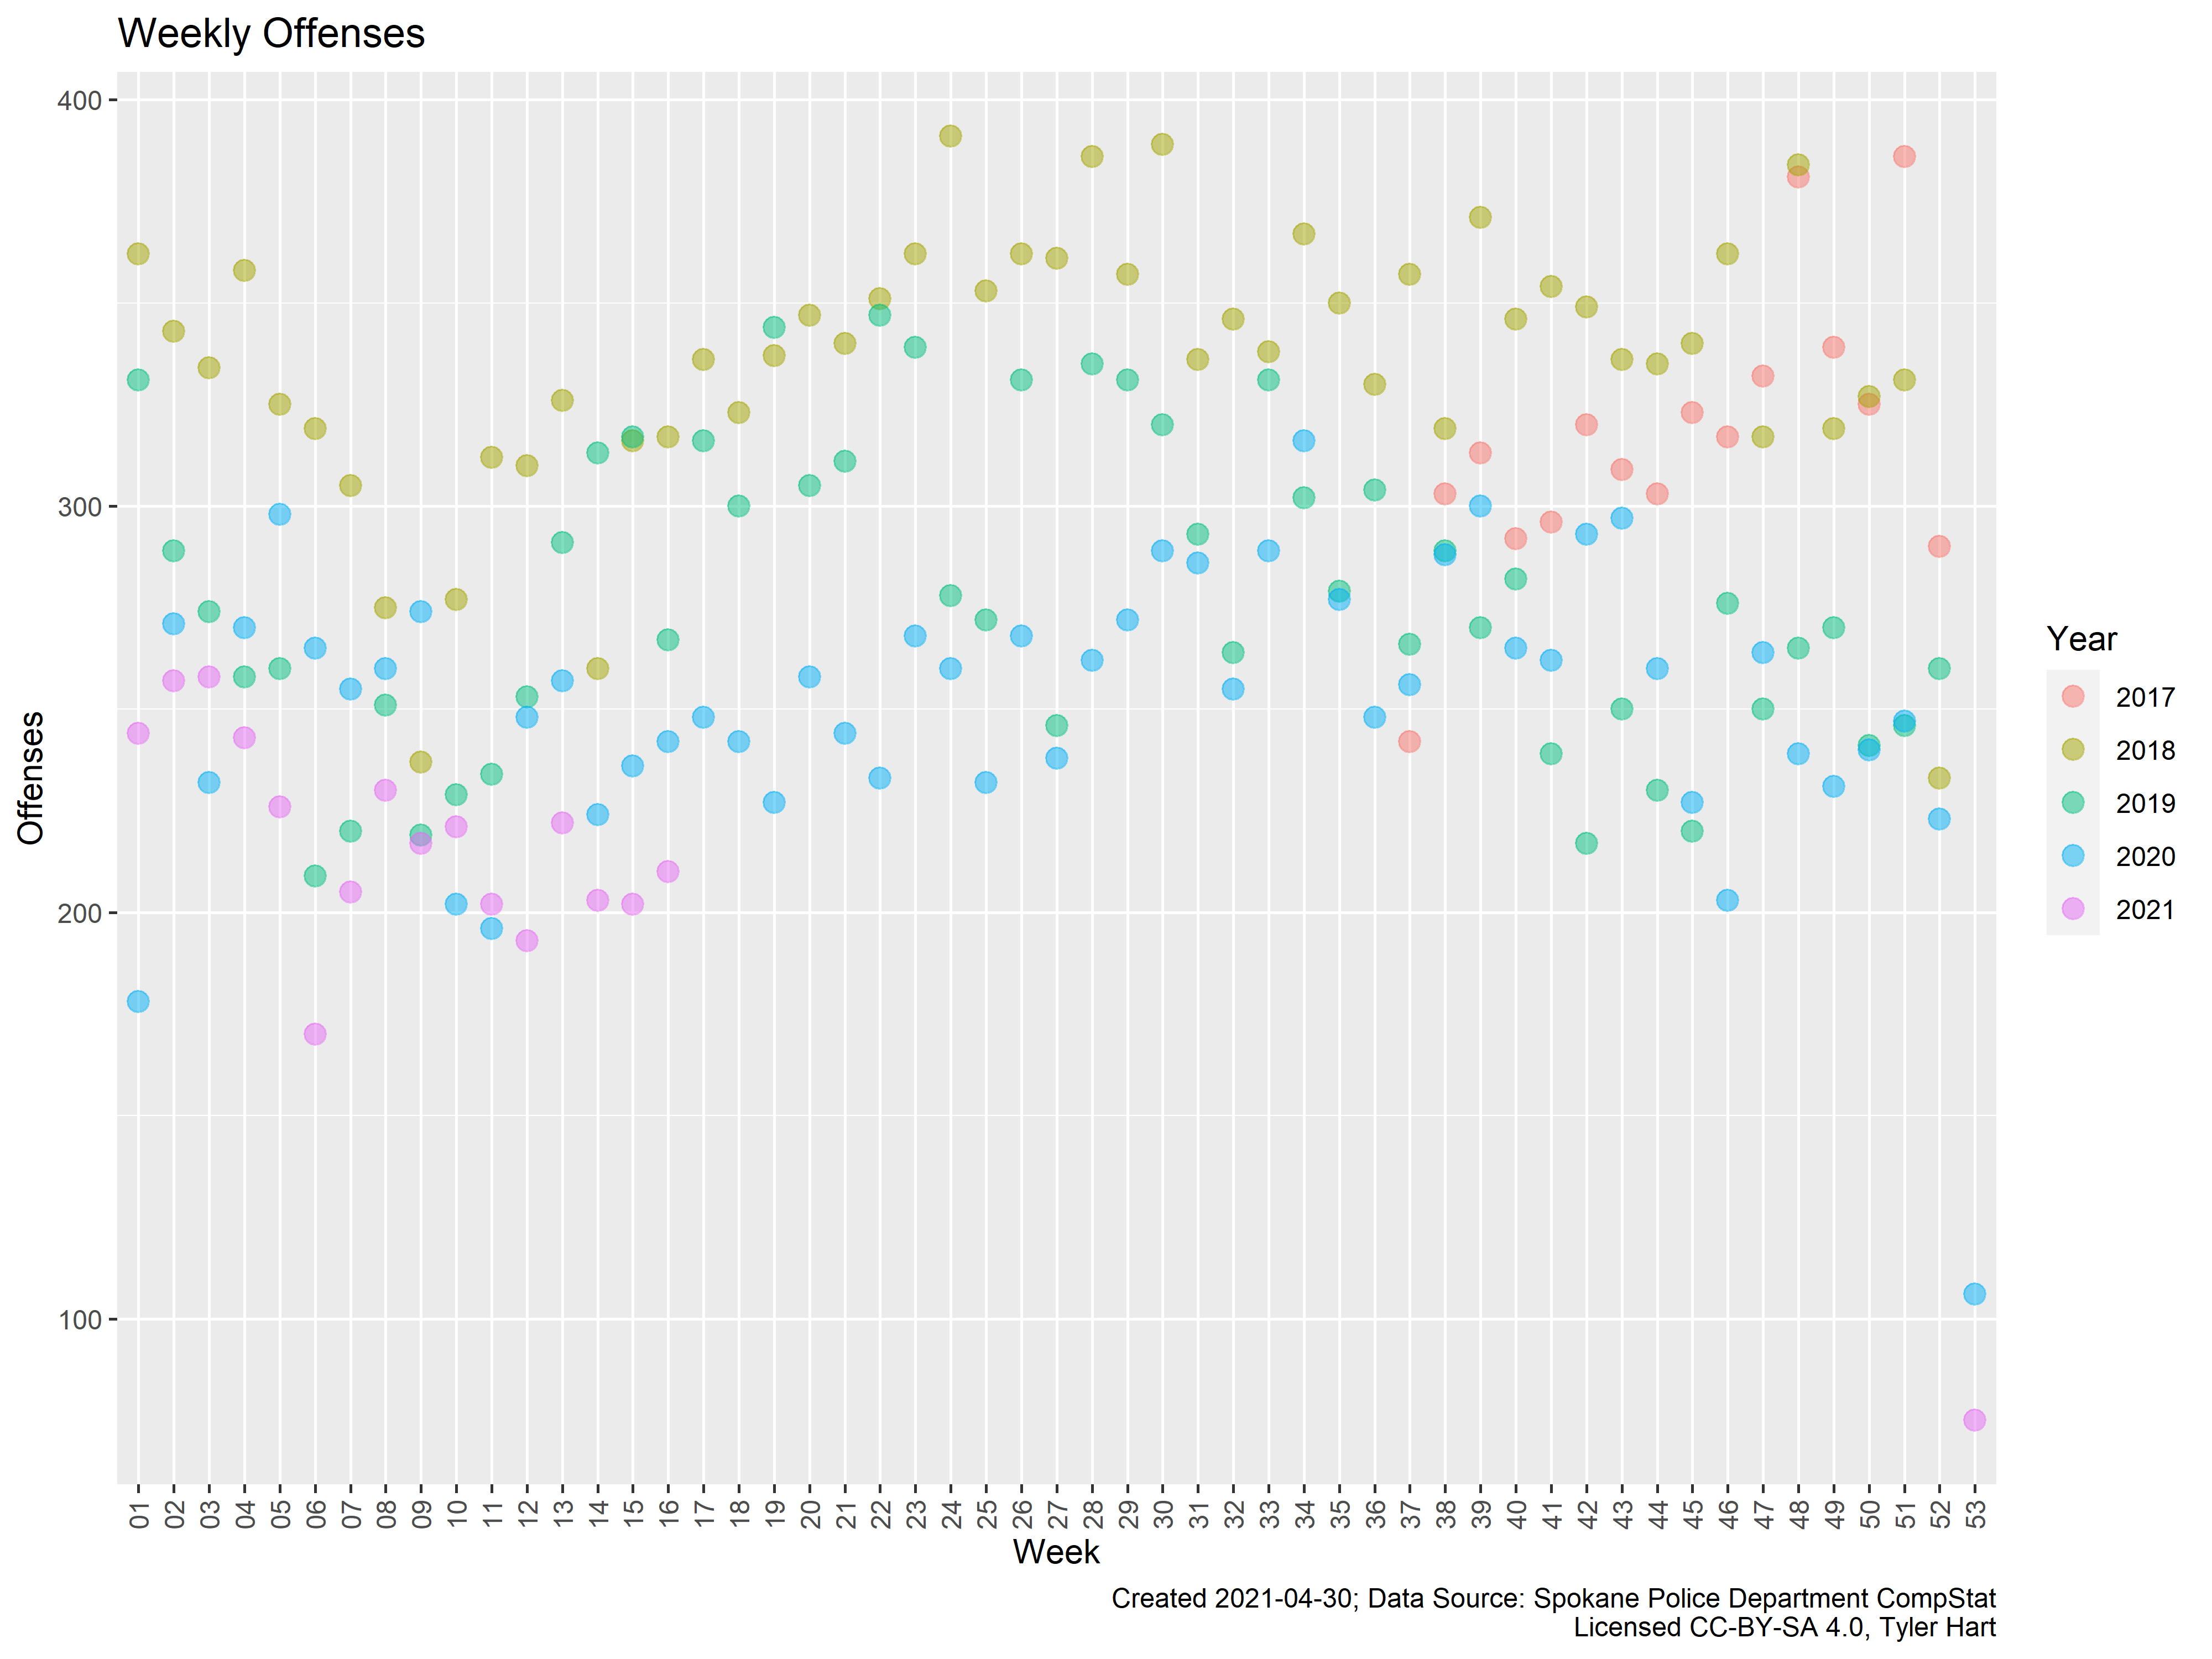 Weekly Offenses
400
300
200
100
Offenses
01 02 03 04 05 06 07 08 09 10 11 12 13 14 15 16 17 18 19 20 21 22 23 24 25 26 27 28 29 30 31 32 33 34 35 36 37 38 39 40 41 42 43 44 45 46 47 48 49 50 51 52 53
Week
Year
2017
2018
2019
2020
2021
Created 2021-04-30; Data Source: Spokane Police Department CompStat
Licensed CC-BY-SA 4.0, Tyler Hart